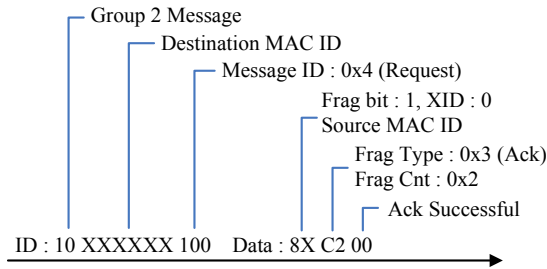 Group 2 Message
Destination MAC ID
Message ID : 0x4 (Request)
Frag bit : 1, XID : 0
Source MAC ID
Frag Type : 0x3 (Ack)
Frag Cnt : 0x2
Ack Successful
ID : 10 XXXXXX 100 Data : 8X C2 00